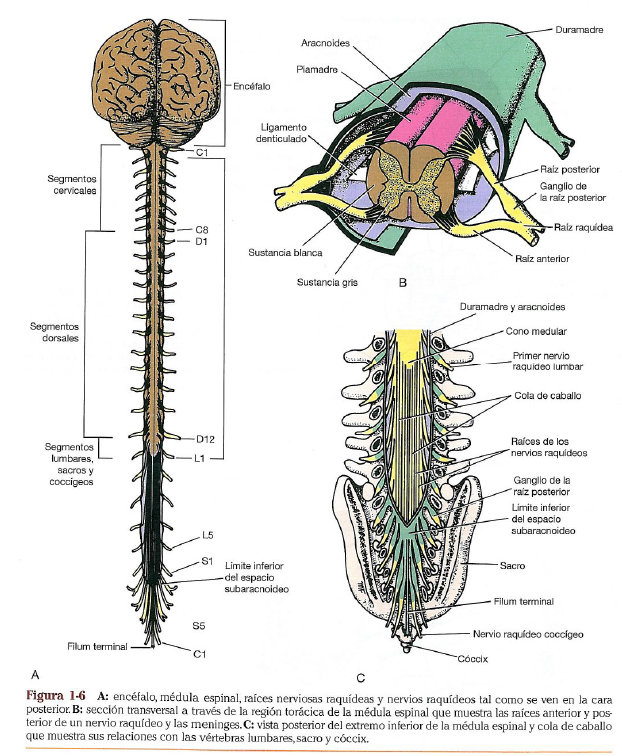 Encéfalo
C1
Segmentos
cervicales
C8
D1
Segmentos
dorsales
D12
L1
Segmentos
lumbares,
sacros y
coccígeos
L5
S1
Límite inferior
del espacio
subaracnoideo
S5
Filum terminal
C1
A
Duramadre
Aracnoides
Piamadre
Ligamento
denticulado
Raíz posterior
Ganglio de
la raíz posterior
Raíz raquídea
Raíz anterior
Sustancia blanca
Sustancia gris
B
Duramadre y aracnoides
Cono medular
Primer nervio
raquídeo lumbar
Cola de caballo
Raíces de los
nervios raquídeos
Ganglio de la
raíz posterior
Límite inferior
del espacio
subaracnoideo
Sacro
Filum terminal
Nervio raquídeo coccígeo
Cóccix
C
Figura 1-6 A: encéfalo, médula espinal, raíces nerviosas raquídeas y nervios raquídeos tal como se ven en la cara
posterior. B: sección transversal a través de la región torácica de la médula espinal que muestra las raíces anterior y pos-
terior de un nervio raquídeo y las meninges. C: vista posterior del extremo inferior de la médula espinal y cola de caballo
que muestra sus relaciones con las vértebras lumbares, sacro y cóccix.